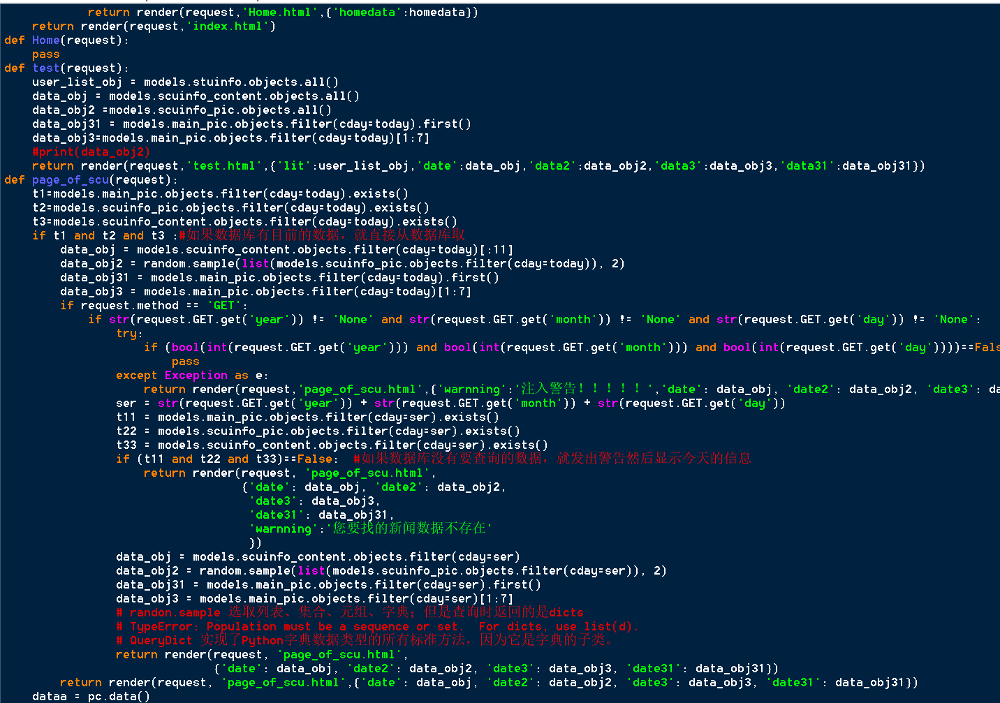 return render(request,'Home.html',{'homedata':homedata})
    return render(request,'index.html')
def Home(request):
    pass
def test(request):
    user_list_obj = models.stuinfo.objects.all()
    data_obj = models.scuinfo_content.objects.all()
    data_obj2 =models.scuinfo_pic.objects.all()
    data_obj31 = models.main_pic.objects.filter(cday=today).first()
    data_obj3=models.main_pic.objects.filter(cday=today)[1:7]
    #print(data_obj2)
    return render(request,'test.html',{'lit':user_list_obj,'date':data_obj,'data2':data_obj2,'data3':data_obj3,'data31':data_obj31})
def page_of_scu(request):
    t1=models.main_pic.objects.filter(cday=today).exists()
    t2=models.scuinfo_pic.objects.filter(cday=today).exists()
    t3=models.scuinfo_content.objects.filter(cday=today).exists()
    if t1 and t2 and t3 :#如果数据库有目前的数据，就直接从数据库取
        data_obj = models.scuinfo_content.objects.filter(cday=today)[:11]
        data_obj2 = random.sample(list(models.scuinfo_pic.objects.filter(cday=today)), 2)
        data_obj31 = models.main_pic.objects.filter(cday=today).first()
        data_obj3 = models.main_pic.objects.filter(cday=today)[1:7]
        if request.method == 'GET':
            if str(request.GET.get('year')) != 'None' and str(request.GET.get('month')) != 'None' and str(request.GET.get('day')) != 'None':
                try:
                    if (bool(int(request.GET.get('year'))) and bool(int(request.GET.get('month'))) and bool(int(request.GET.get('day'))))==Fals
                        pass
                except Exception as e:
                    return render(request,'page_of_scu.html',{'warnning':'注入警告！！！！！','date': data_obj, 'date2': data_obj2, 'date3': da
                ser = str(request.GET.get('year')) + str(request.GET.get('month')) + str(request.GET.get('day'))
                t11 = models.main_pic.objects.filter(cday=ser).exists()
                t22 = models.scuinfo_pic.objects.filter(cday=ser).exists()
                t33 = models.scuinfo_content.objects.filter(cday=ser).exists()
                if (t11 and t22 and t33)==False:  #如果数据库没有要查询的数据，就发出警告然后显示今天的信息
                    return render(request, 'page_of_scu.html',
                                  {'date': data_obj, 'date2': data_obj2,
                                   'date3': data_obj3,
                                   'date31': data_obj31,
                                   'warnning':'您要找的新闻数据不存在'
                                   })
                data_obj = models.scuinfo_content.objects.filter(cday=ser)
                data_obj2 = random.sample(list(models.scuinfo_pic.objects.filter(cday=ser)), 2)
                data_obj31 = models.main_pic.objects.filter(cday=ser).first()
                data_obj3 = models.main_pic.objects.filter(cday=ser)[1:7]
                # randon.sample 选取列表、集合、元组、字典；但是查询时返回的是dicts
                # TypeError: Population must be a sequence or set.  For dicts, use list(d).
                # QueryDict 实现了Python字典数据类型的所有标准方法，因为它是字典的子类。
                return render(request, 'page_of_scu.html',
                              {'date': data_obj, 'date2': data_obj2, 'date3': data_obj3, 'date31': data_obj31})
        return render(request, 'page_of_scu.html',{'date': data_obj, 'date2': data_obj2, 'date3': data_obj3, 'date31': data_obj31})
    dataa = pc.data()